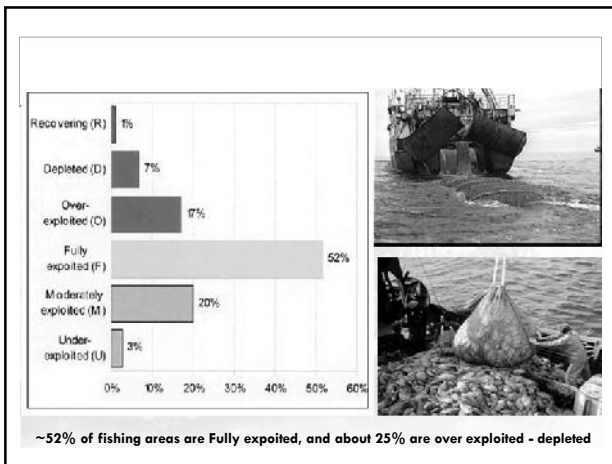 Recovering (R)
1%
Depleted (D)
7%
Over-
exploited (O)
17%
Fully
expoited (F)
52%
Moderately
exploited (M)
20%
Under-
exploited (U)
3%
0% 10% 20% 30% 40% 50% 60%
~52% of fishing areas are Fully expoited, and about 25% are over exploited - depleted